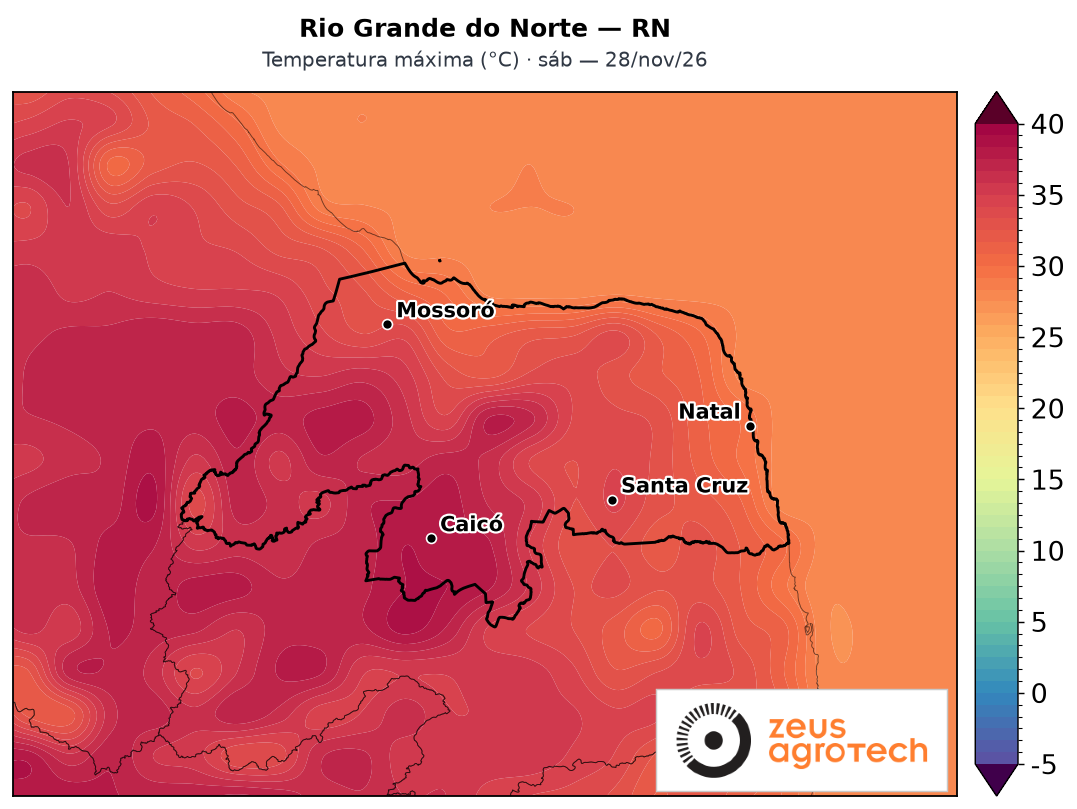 Rio Grande do Norte — RN
Temperatura máxima (°C) · sáb — 28/nov/26
40
35
30
25
20
15
10
5
0
-5
Mossoró
Natal
Santa Cruz
Caicó
zeus
agrotech